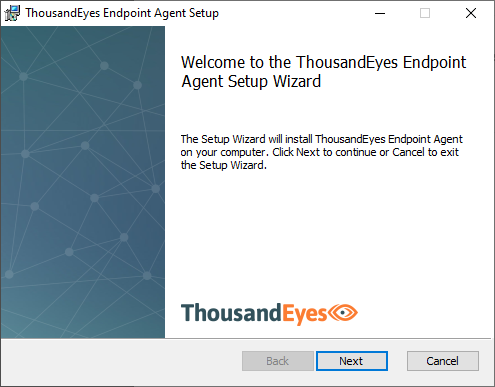 ThousandEyes Endpoint Agent Setup
Welcome to the ThousandEyes Endpoint
Agent Setup Wizard
The Setup Wizard will install ThousandEyes Endpoint Agent
on your computer. Click Next to continue or Cancel to exit
the Setup Wizard.
ThousandEyes
Back
Next
Cancel